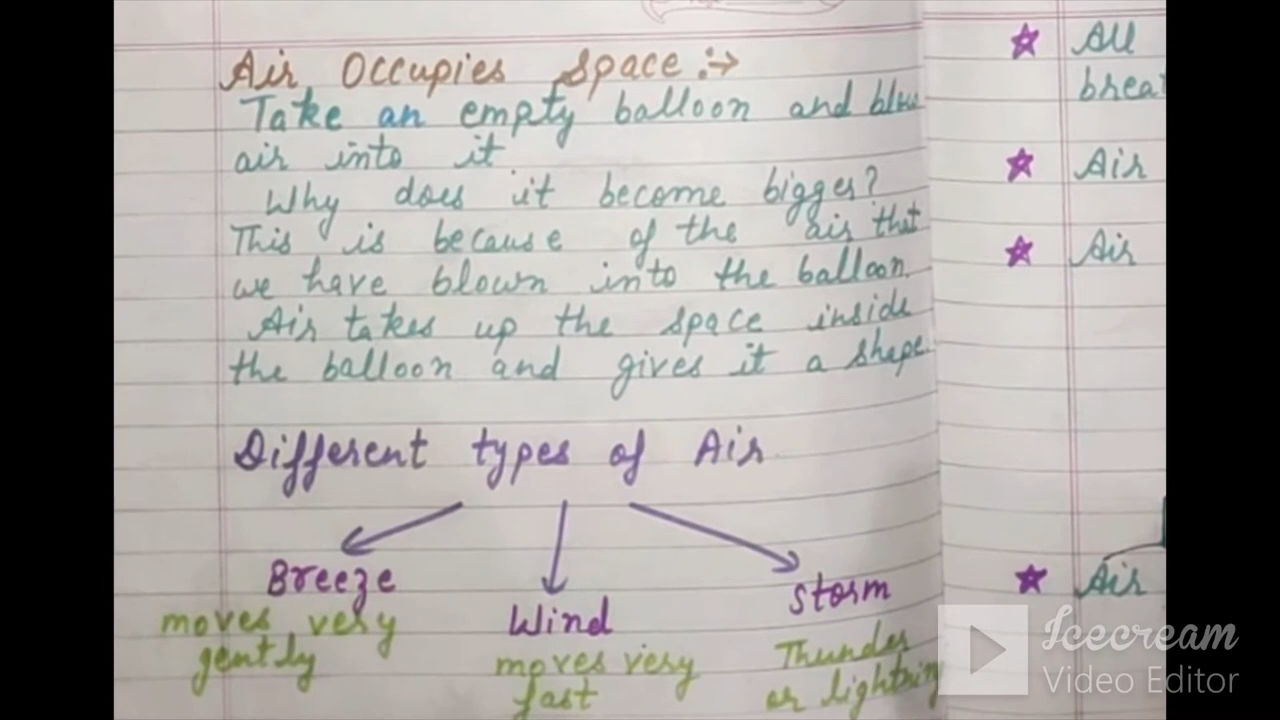 Air Occupies Space :→
Take an empty balloon and blow
air into it
Why does it become bigger?
This is because of the air that
we have blown into the balloon.
Air takes up the space inside
the balloon and gives it a shape.
Different types of Air
Breeze
moves very
gently
Wind
moves very
fast
Storm
Thunder
or lightning
All
Air
Air
Air
Icecream
Video Editor